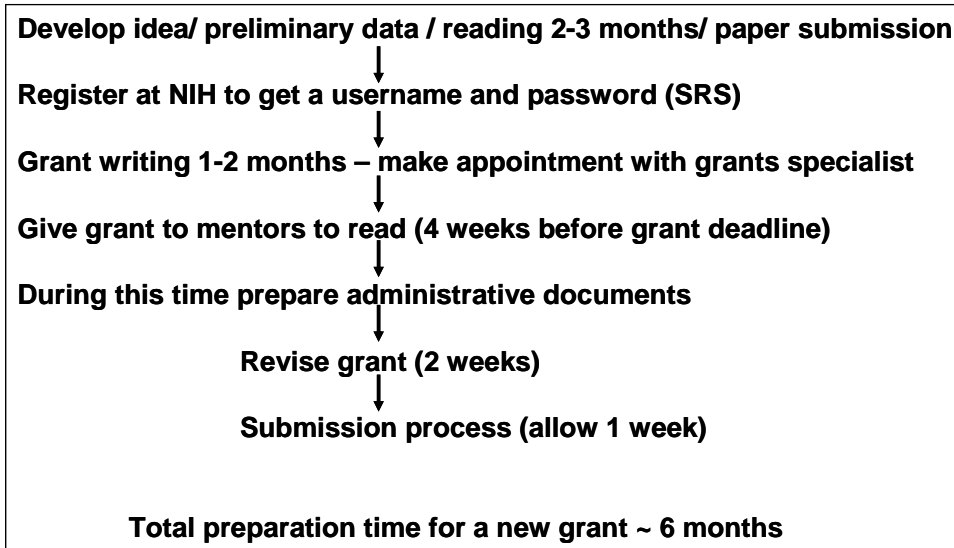 Develop idea/ preliminary data / reading 2-3 months/ paper submission
Register at NIH to get a username and password (SRS)
Grant writing 1-2 months – make appointment with grants specialist
Give grant to mentors to read (4 weeks before grant deadline)
During this time prepare administrative documents
Revise grant (2 weeks)
Submission process (allow 1 week)
Total preparation time for a new grant ~ 6 months